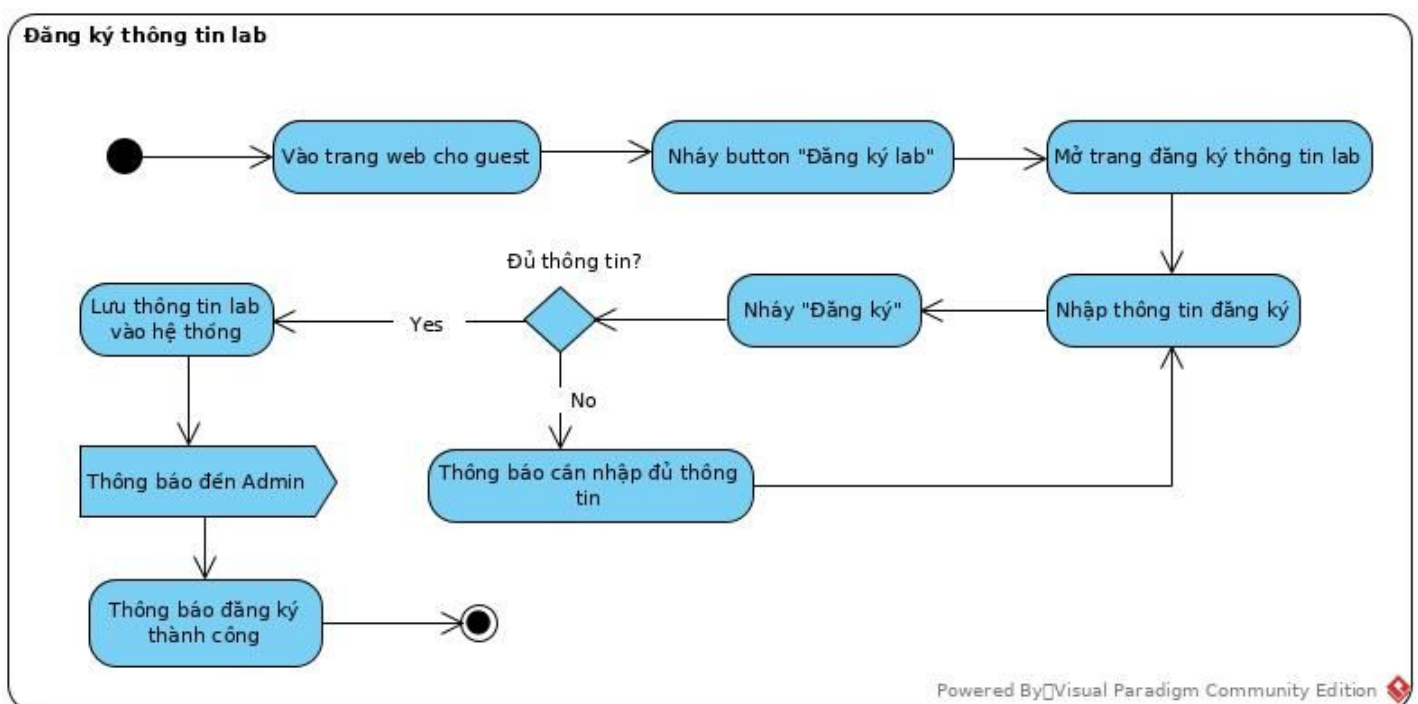 Đăng ký thông tin lab
Vào trang web cho guest
Nháy button "Đăng ký lab"
Mở trang đăng ký thông tin lab
Đủ thông tin?
Lưu thông tin lab
vào hệ thống
Yes
Nháy "Đăng ký"
Nhập thông tin đăng ký
No
Thông báo đến Admin
Thông báo cần nhập đủ thông
tin
Thông báo đăng ký
thành công
Powered By▯Visual Paradigm Community Edition